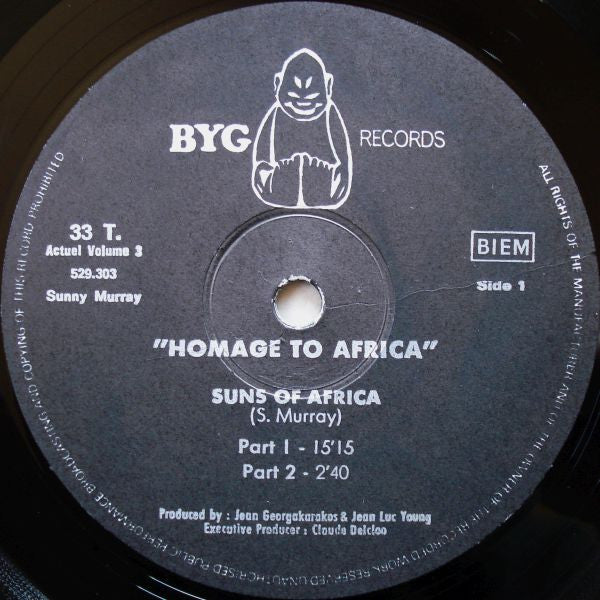 BYG RECORDS
33 T.
Actuel Volume 3
529.303
Sunny Murray
BIEM
Side 1
"HOMAGE TO AFRICA"
SUNS OF AFRICA
(S. Murray)
Part 1 - 15'15
Part 2 - 2'40
Produced by : Jean Georgakarakos & Jean Luc Young
Executive Producer : Claude Delcloo
ALL RIGHTS OF THE MANUFACTURER AND OF THE OWNER OF THE RECORDED WORK RESERVED UNAUTHORISED PUBLIC PERFORMANCE BROADCASTING AND COPYING OF THIS RECORD PROHIBITED